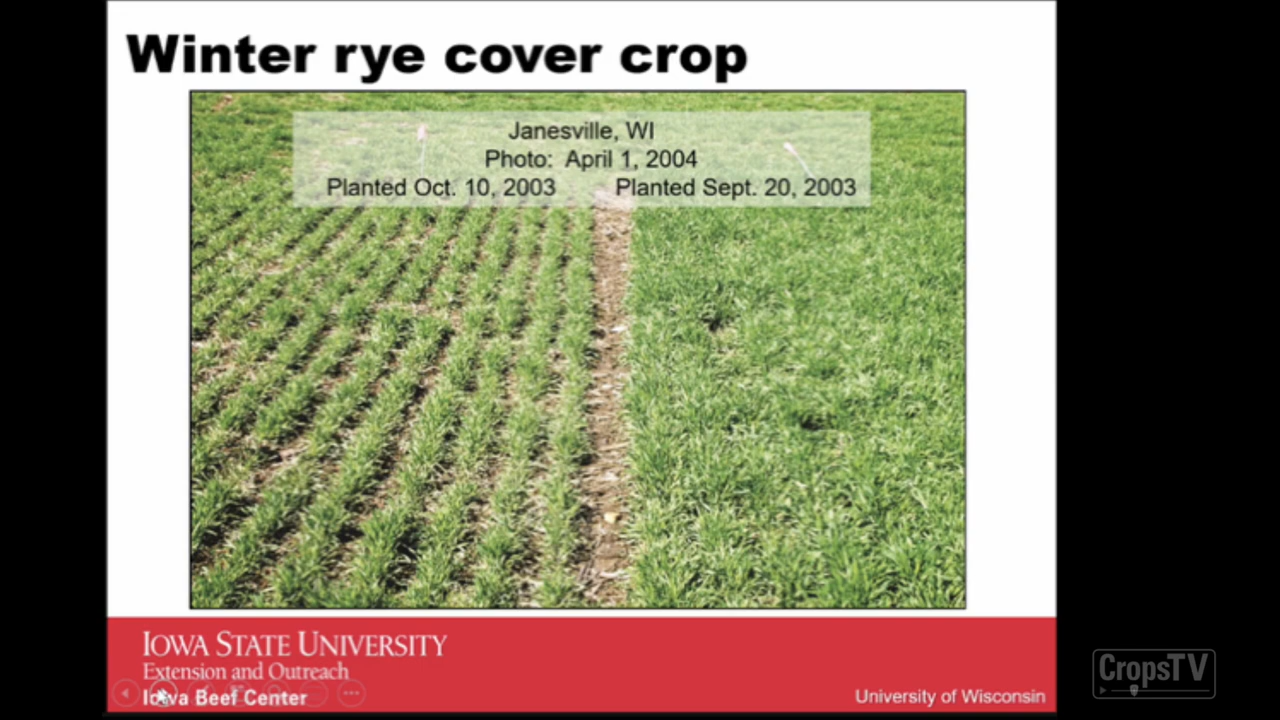 Winter rye cover crop
Janesville, WI
Photo: April 1, 2004
Planted Oct. 10, 2003 Planted Sept. 20, 2003
IOWA STATE UNIVERSITY
Extension and Outreach
Iowa Beef Center
University of Wisconsin
CropsTV